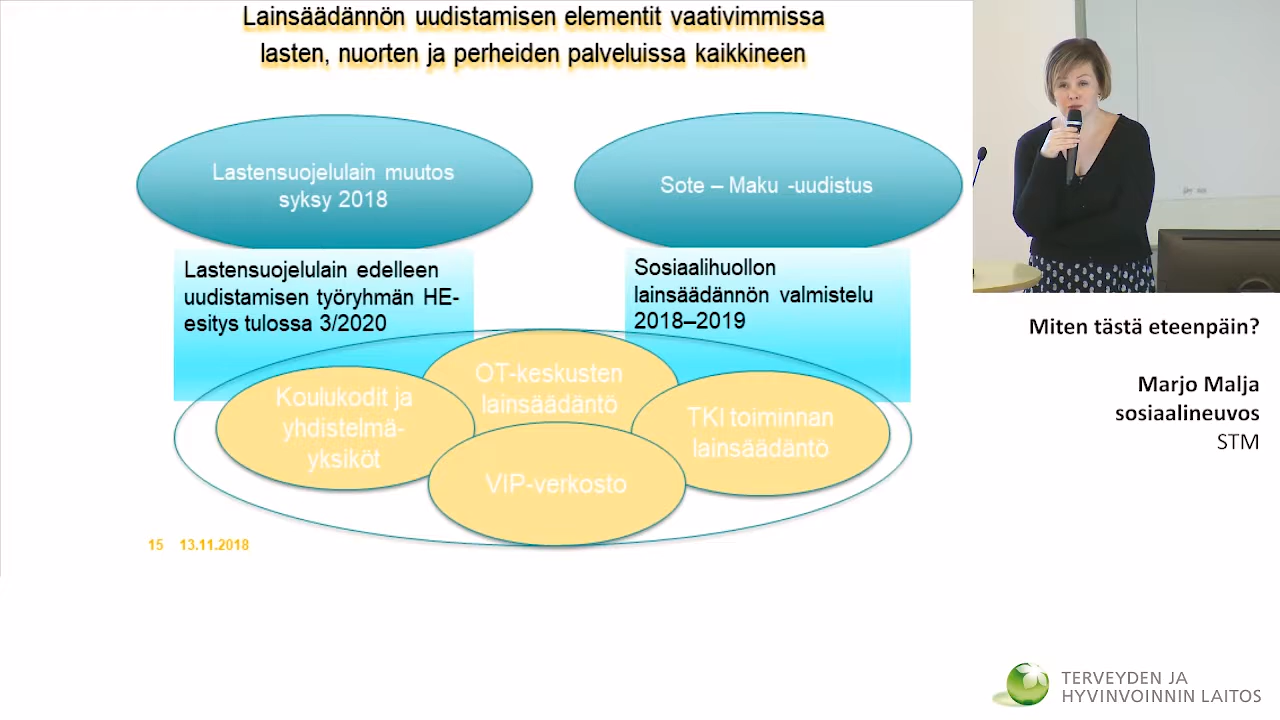 Lainsäädännön uudistamisen elementit vaativimmissa
lasten, nuorten ja perheiden palveluissa kaikkineen
Lastensuojelulain muutos
syksy 2018
Sote – Maku -uudistus
Lastensuojelulain edelleen
uudistamisen työryhmän HE-
esitys tulossa 3/2020
Sosiaalihuollon
lainsäädännön valmistelu
2018–2019
OT-keskusten
lainsäädäntö
Koulukodit ja
yhdistelmä-
yksiköt
TKI toiminnan
lainsäädäntö
VIP-verkosto
15 13.11.2018
Miten tästä eteenpäin?
Marjo Malja
sosiaalineuvos
STM
TERVEYDEN JA
HYVINVOINNIN LAITOS